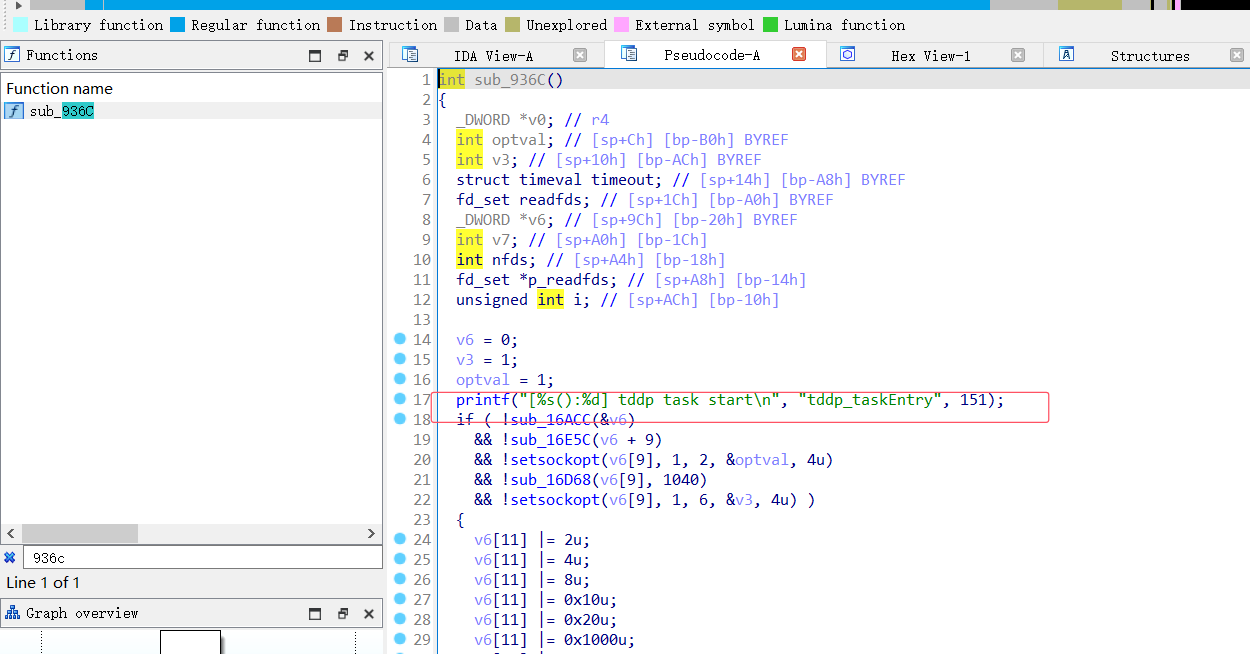 Library function Regular function Instruction Data Unexplored External symbol Lumina function
Functions
IDA View-A Pseudocode-A Hex View-1 Structures
Function name
f sub_936C
936c
Line 1 of 1
Graph overview
1 int sub_936C()
2 {
3 _DWORD *v0; // r4
4 int optval; // [sp+Ch] [bp-B0h] BYREF
5 int v3; // [sp+10h] [bp-ACh] BYREF
6 struct timeval timeout; // [sp+14h] [bp-A8h] BYREF
7 fd_set readfds; // [sp+1Ch] [bp-A0h] BYREF
8 _DWORD *v6; // [sp+9Ch] [bp-20h] BYREF
9 int v7; // [sp+A0h] [bp-1Ch]
10 int nfds; // [sp+A4h] [bp-18h]
11 fd_set *p_readfds; // [sp+A8h] [bp-14h]
12 unsigned int i; // [sp+ACh] [bp-10h]
13
14 v6 = 0;
15 v3 = 1;
16 optval = 1;
17 printf("[%s():%d] tddp task start\n", "tddp_taskEntry", 151);
18 if ( !sub_16ACC(&v6)
19 && !sub_16E5C(v6 + 9)
20 && !setsockopt(v6[9], 1, 2, &optval, 4u)
21 && !sub_16D68(v6[9], 1040)
22 && !setsockopt(v6[9], 1, 6, &v3, 4u) )
23 {
24 v6[11] |= 2u;
25 v6[11] |= 4u;
26 v6[11] |= 8u;
27 v6[11] |= 0x10u;
28 v6[11] |= 0x20u;
29 v6[11] |= 0x1000u;